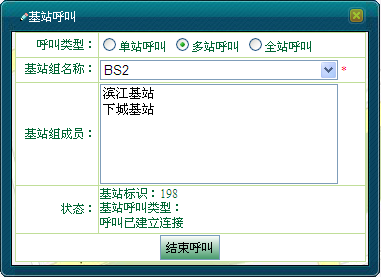 基站呼叫
呼叫类型： 单站呼叫 多站呼叫 全站呼叫
基站组名称： BS2 *
基站组成员： 滨江基站
下城基站
状态： 基站标识：198
基站呼叫类型：
呼叫已建立连接
结束呼叫